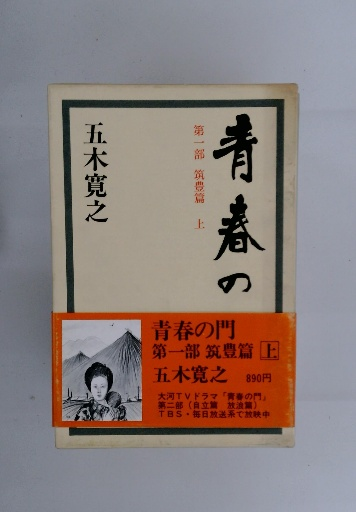 青春の
第一部 筑豊篇 上
五木寛之
青春の門
第一部 筑豊篇 上
五木寛之 890円
大河TVドラマ「青春の門」
第二部(自立篇 放浪篇)
TBS・毎日放送系で放映中